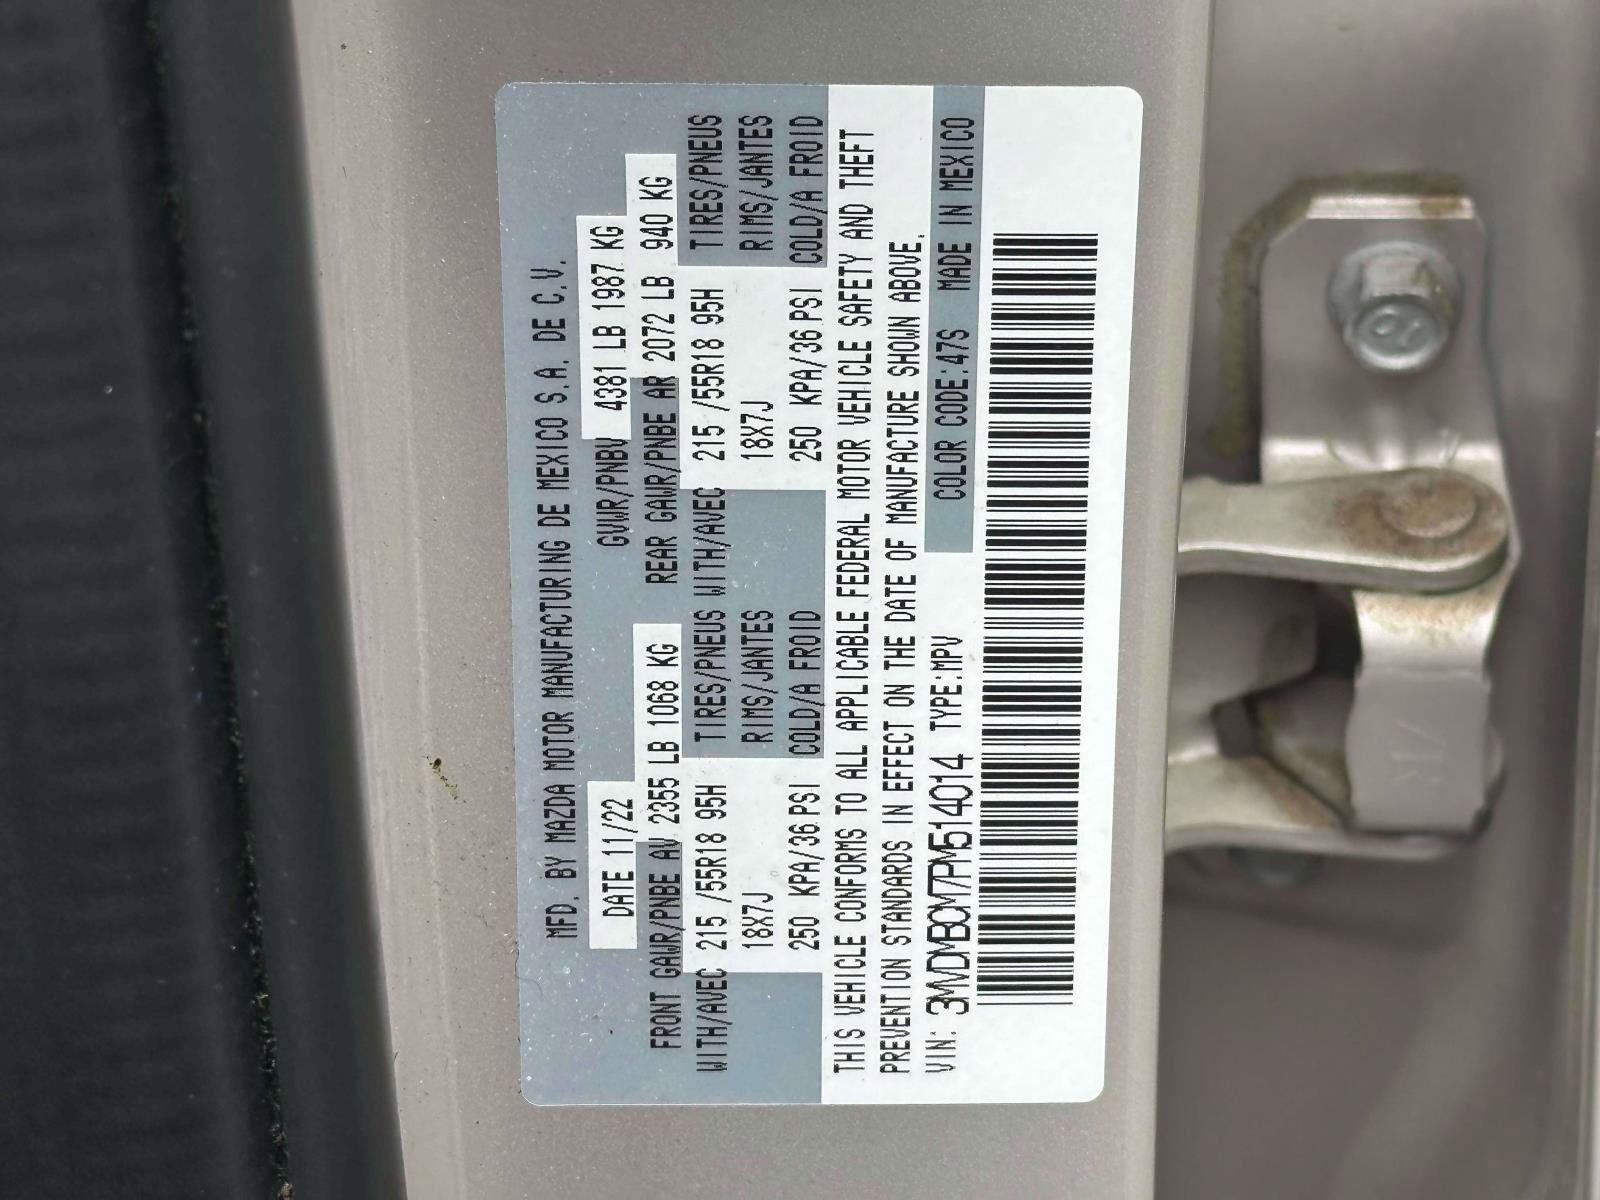 MFD. BY MAZDA MOTOR MANUFACTURING DE MEXICO S.A. DE C.V.
DATE 11/22 GVWR/PNBV 4381 LB 1987 KG
FRONT GAWR/PNBE AV 2355 LB 1068 KG REAR GAWR/PNBE AR 2072 LB 940 KG
WITH/AVEC 215 /55R18 95H TIRES/PNEUS WITH/AVEC 215 /55R18 95H TIRES/PNEUS
18X7J RIMS/JANTES 18X7J RIMS/JANTES
250 KPA/36 PSI COLD/A FROID 250 KPA/36 PSI COLD/A FROID
THIS VEHICLE CONFORMS TO ALL APPLICABLE FEDERAL MOTOR VEHICLE SAFETY AND THEFT
PREVENTION STANDARDS IN EFFECT ON THE DATE OF MANUFACTURE SHOWN ABOVE.
VIN: 3MVDMBCM7PM514014 TYPE:MPV COLOR CODE:47S MADE IN MEXICO